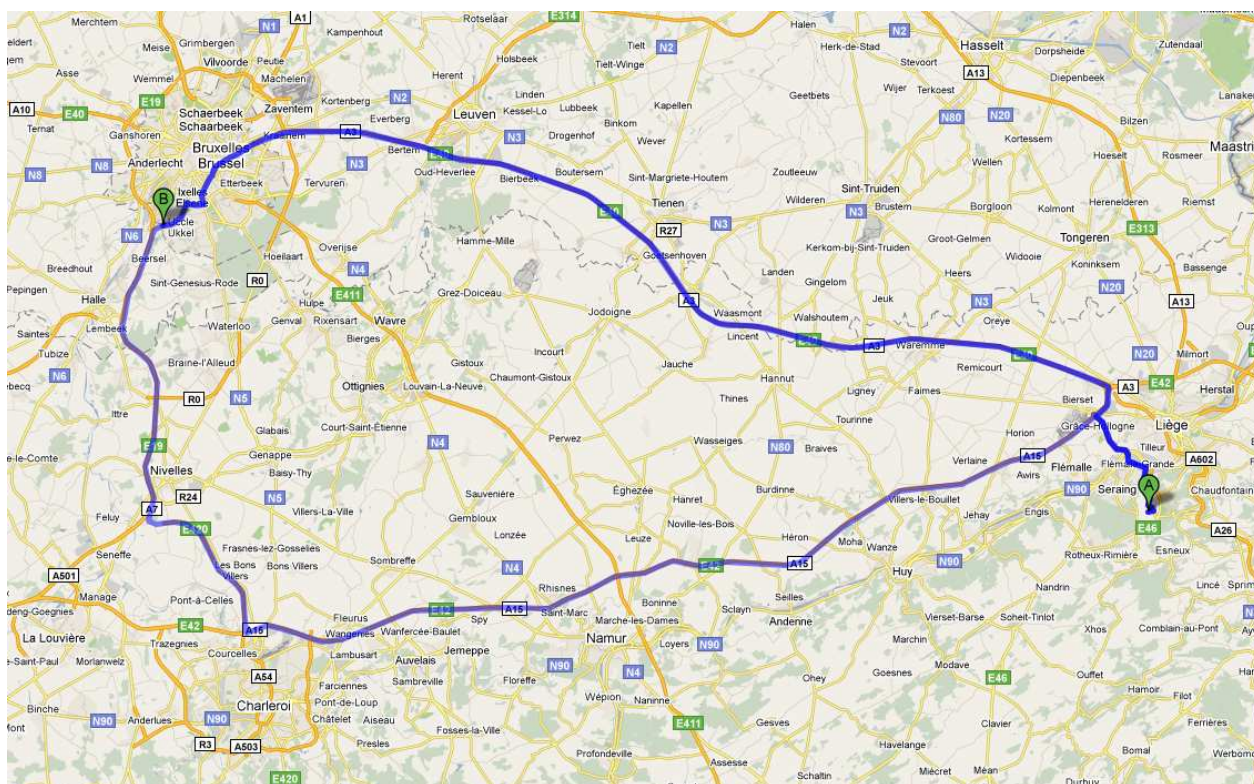 Merchtem
N1
A1
Kampenhout
Rotselaar
E314
Tielt
N2
Halen
Hasselt
Zutendaal
Grimbergen
Meise
Peutie
Holsbeek
Tielt-Winge
Herk-de-Stad
Stevoort
Dorpsheide
Asse
Wemmel
Vilvoorde
Machelen
Herent
Linden
Kapellen
Geetbets
Wijer
Terkoest
A13
Diepenbeek
E19
Zaventem
Kortenberg
N2
Kessel-Lo
Lubbeek
N20
A10
E40
Schaerbeek
Schaarbeek
Everberg
Leuven
Binkom
N80
Kortessem
Bilzen
Ternat
Ganshoren
Kraainem
A3
N3
Drogenhof
Wever
Hoeselt
Rosmeer
Bruxelles
Brussel
Bertem
Wellen
N8
N8
Anderlecht
Etterbeek
N3
Oud-Heverlee
Bierbeek
Boutersem
Sint-Margriete-Houtem
Zoutleeuw
Sint-Truiden
B
Ixelles
Tervuren
Tienen
Wilderen
Brustem
Borgloon
Kolmont
Herenelderen
Riemst
Uccle
Ukkel
N6
R27
N3
N3
Groot-Gelmen
Tongeren
E313
Overijse
Hamme-Mille
Goetsenhoven
Kerkom-bij-Sint-Truiden
Widooie
Koninksem
Beersel
Hoeilaart
N4
Breedhout
Landen
Heers
Bassenge
Pepingen
Halle
Sint-Genesius-Rode
R0
Hulpe
E411
Grez-Doiceau
Gingelom
N20
A3
Jeuk
N3
A13
Lembeek
Waterloo
Genval
Rixensart
Wavre
Jodoigne
Waasmont
Walshoutem
Oreye
Saintes
Tubize
Bierges
Lincent
A3
Waremme
N20
Milmort
N6
Braine-l'Alleud
Gistoux
Incourt
Jauche
Hannut
Remicourt
A3
E42
Herstal
Ottignies
Louvain-La-Neuve
Chaumont-Gistoux
Ligney
Faimes
Bierset
Ittre
R0
N5
Thines
Tourinne
Grâce-Hollogne
Liège
Glabais
Court-Saint-Étienne
N4
Perwez
Wasseiges
N80
Braives
Horion
Tilleur
E19
Genappe
A15
Verlaine
Flémalle
Flémalle-Grande
A602
Nivelles
Baisy-Thy
Awirs
N90
A
Chaudfontaine
R24
N5
Sauvenière
Éghezée
Hanret
Burdinne
Villers-le-Bouillet
Engis
Seraing
A7
Villers-La-Ville
Gembloux
Noville-les-Bois
Jehay
E46
A26
Feluy
E420
Lonzée
Leuze
Héron
Moha
Wanze
Esneux
Seneffe
Frasnes-lez-Gosselies
Sombreffe
E42
A15
N90
Rotheux-Rimière
Les Bons
Villers
Bons Villers
N4
Huy
A501
Manage
Rhisnes
Boninne
Seilles
Nandrin
Lincé
Pont-à-Celles
Fleurus
E42
A15
Saint-Marc
Sclayn
Andenne
Vierset-Barse
Soheit-Tinlot
La Louvière
E42
A15
Wangenies
Wanfercée-Baulet
Spy
Marche-les-Dames
Namur
Trazegnies
Courcelles
Lambusart
Jemeppe
Loyers
N90
Marchin
Xhos
Comblain-au-Pont
Morlanwelz
A54
Auvelais
N90
N4
Modave
Farciennes
Sambreville
Floreffe
Ohey
Goesnes
E46
Ouffet
Binche
N90
Anderlues
N90
Charleroi
Pont-de-Loup
Châtelet
Aiseau
Wépion
Naninne
Hamoir
Filot
R3
A503
Presles
Fosses-la-Ville
E411
Gesves
Clavier
Ferrières
Profondeville
Assesse
Havelange
Bomal
E420
Schaltin
Miécret
Méan
Durbuy